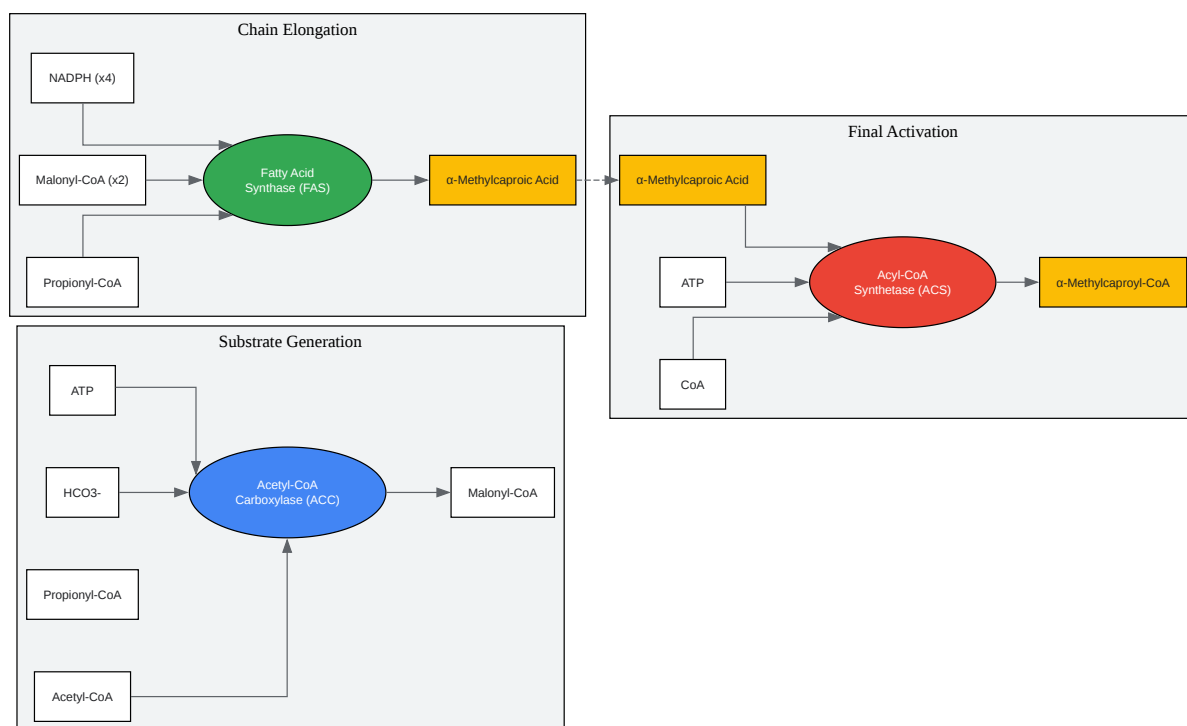 Chain Elongation
NADPH (x4)
Malonyl-CoA (x2)
Propionyl-CoA
Fatty Acid
Synthase (FAS)
α-Methylcaproic Acid
Final Activation
α-Methylcaproic Acid
ATP
CoA
Acyl-CoA
Synthetase (ACS)
α-Methylcaproyl-CoA
Substrate Generation
ATP
HCO3-
Propionyl-CoA
Acetyl-CoA
Acetyl-CoA
Carboxylase (ACC)
Malonyl-CoA